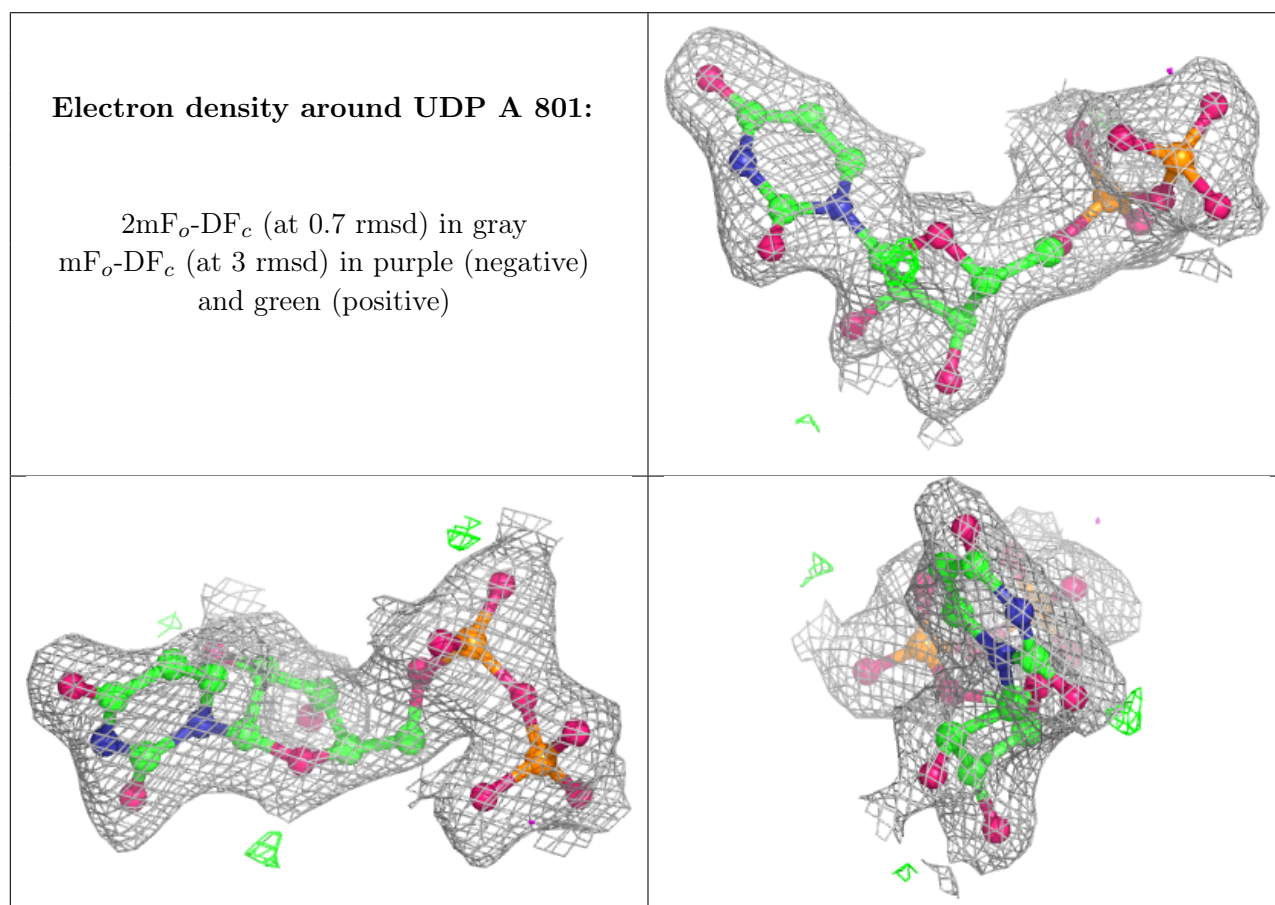 Electron density around UDP A 801:
2mFo-DFc (at 0.7 rmsd) in gray
mFo-DFc (at 3 rmsd) in purple (negative)
and green (positive)